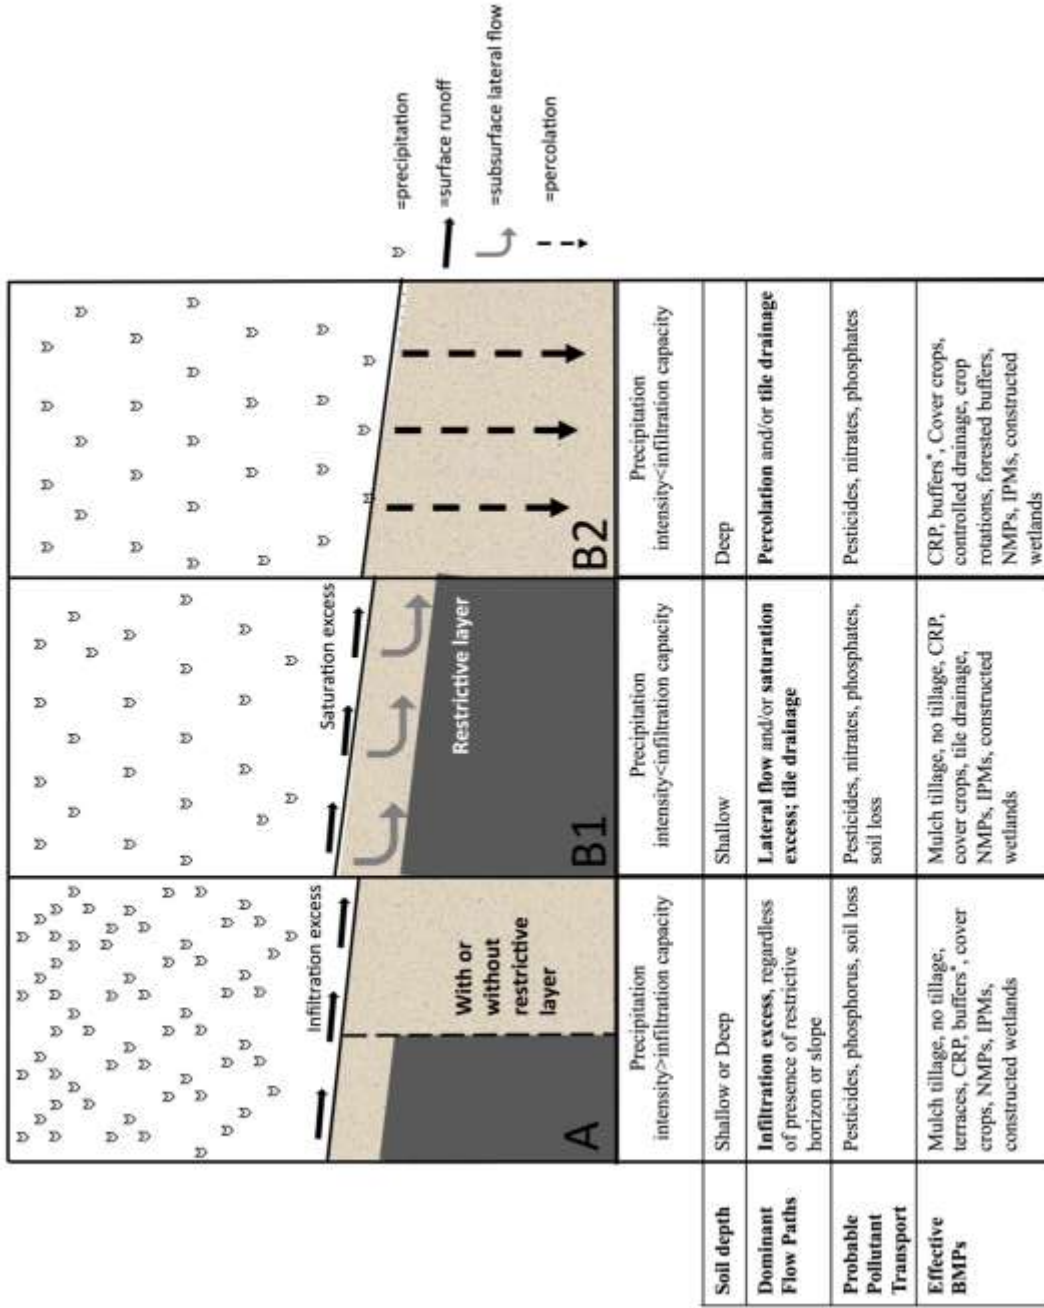 Infiltration excess
With or
without
restrictive
layer
A
Saturation excess
Restrictive layer
B1
B2
=precipitation
=surface runoff
=subsurface lateral flow
=percolation
Precipitation
intensity>infiltration capacity
Precipitation
intensity<infiltration capacity
Precipitation
intensity<infiltration capacity
Soil depth
Shallow or Deep
Shallow
Deep
Dominant
Flow Paths
Infiltration excess, regardless
of presence of restrictive
horizon or slope
Lateral flow and/or saturation
excess; tile drainage
Percolation and/or tile drainage
Probable
Pollutant
Transport
Pesticides, phosphorus, soil loss
Pesticides, nitrates, phosphates,
soil loss
Pesticides, nitrates, phosphates
Effective
BMPs
Mulch tillage, no tillage,
terraces, CRP, buffers*, cover
crops, NMPs, IPMs,
constructed wetlands
Mulch tillage, no tillage, CRP,
cover crops, tile drainage,
NMPs, IPMs, constructed
wetlands
CRP, buffers*, Cover crops,
controlled drainage, crop
rotations, forested buffers,
NMPs, IPMs, constructed
wetlands